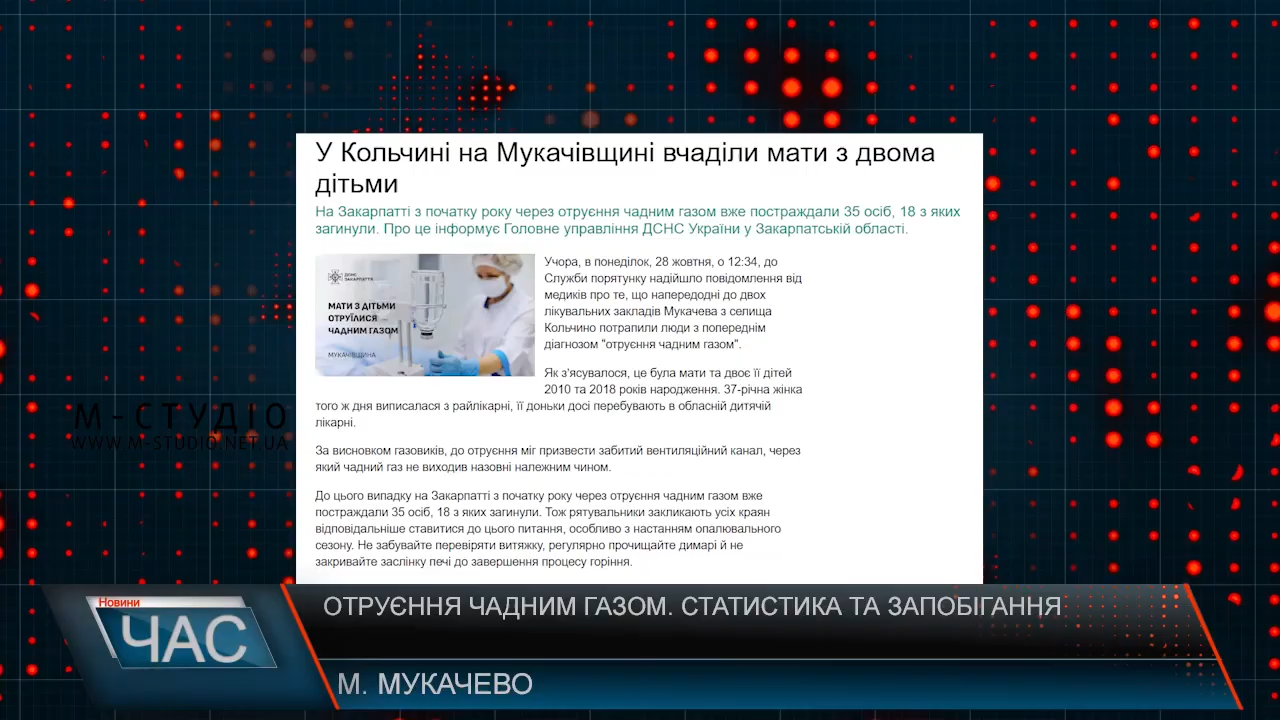 У Кольчині на Мукачівщині вчаділи мати з двома
дітьми
На Закарпатті з початку року через отруєння чадним газом вже постраждали 35 осіб, 18 з яких
загинули. Про це інформує Головне управління ДСНС України у Закарпатській області.
ДСНС
ЗАКАРПАТТЯ
МАТИ З ДІТЬМИ
ОТРУЇЛИСЯ
ЧАДНИМ ГАЗОМ
МУКАЧІВЩИНА
Учора, в понеділок, 28 жовтня, о 12:34, до
Служби порятунку надійшло повідомлення від
медиків про те, що напередодні до двох
лікувальних закладів Мукачева з селища
Кольчино потрапили люди з попереднім
діагнозом "отруєння чадним газом".
Як з'ясувалося, це була мати та двоє її дітей
2010 та 2018 років народження. 37-річна жінка
того ж дня виписалася з райлікарні, її доньки досі перебувають в обласній дитячій
лікарні.
За висновком газовиків, до отруєння міг призвести забитий вентиляційний канал, через
який чадний газ не виходив назовні належним чином.
До цього випадку на Закарпатті з початку року через отруєння чадним газом вже
постраждали 35 осіб, 18 з яких загинули. Тож рятувальники закликають усіх краян
відповідальніше ставитися до цього питання, особливо з настанням опалювального
сезону. Не забувайте перевіряти витяжку, регулярно прочищайте димарі й не
закривайте заслінку печі до завершення процесу горіння.
М-СТУДІО
WWW.M-STUDIO.NET.UA
Новини
ЧАС
ОТРУЄННЯ ЧАДНИМ ГАЗОМ. СТАТИСТИКА ТА ЗАПОБІГАННЯ
М. МУКАЧЕВО